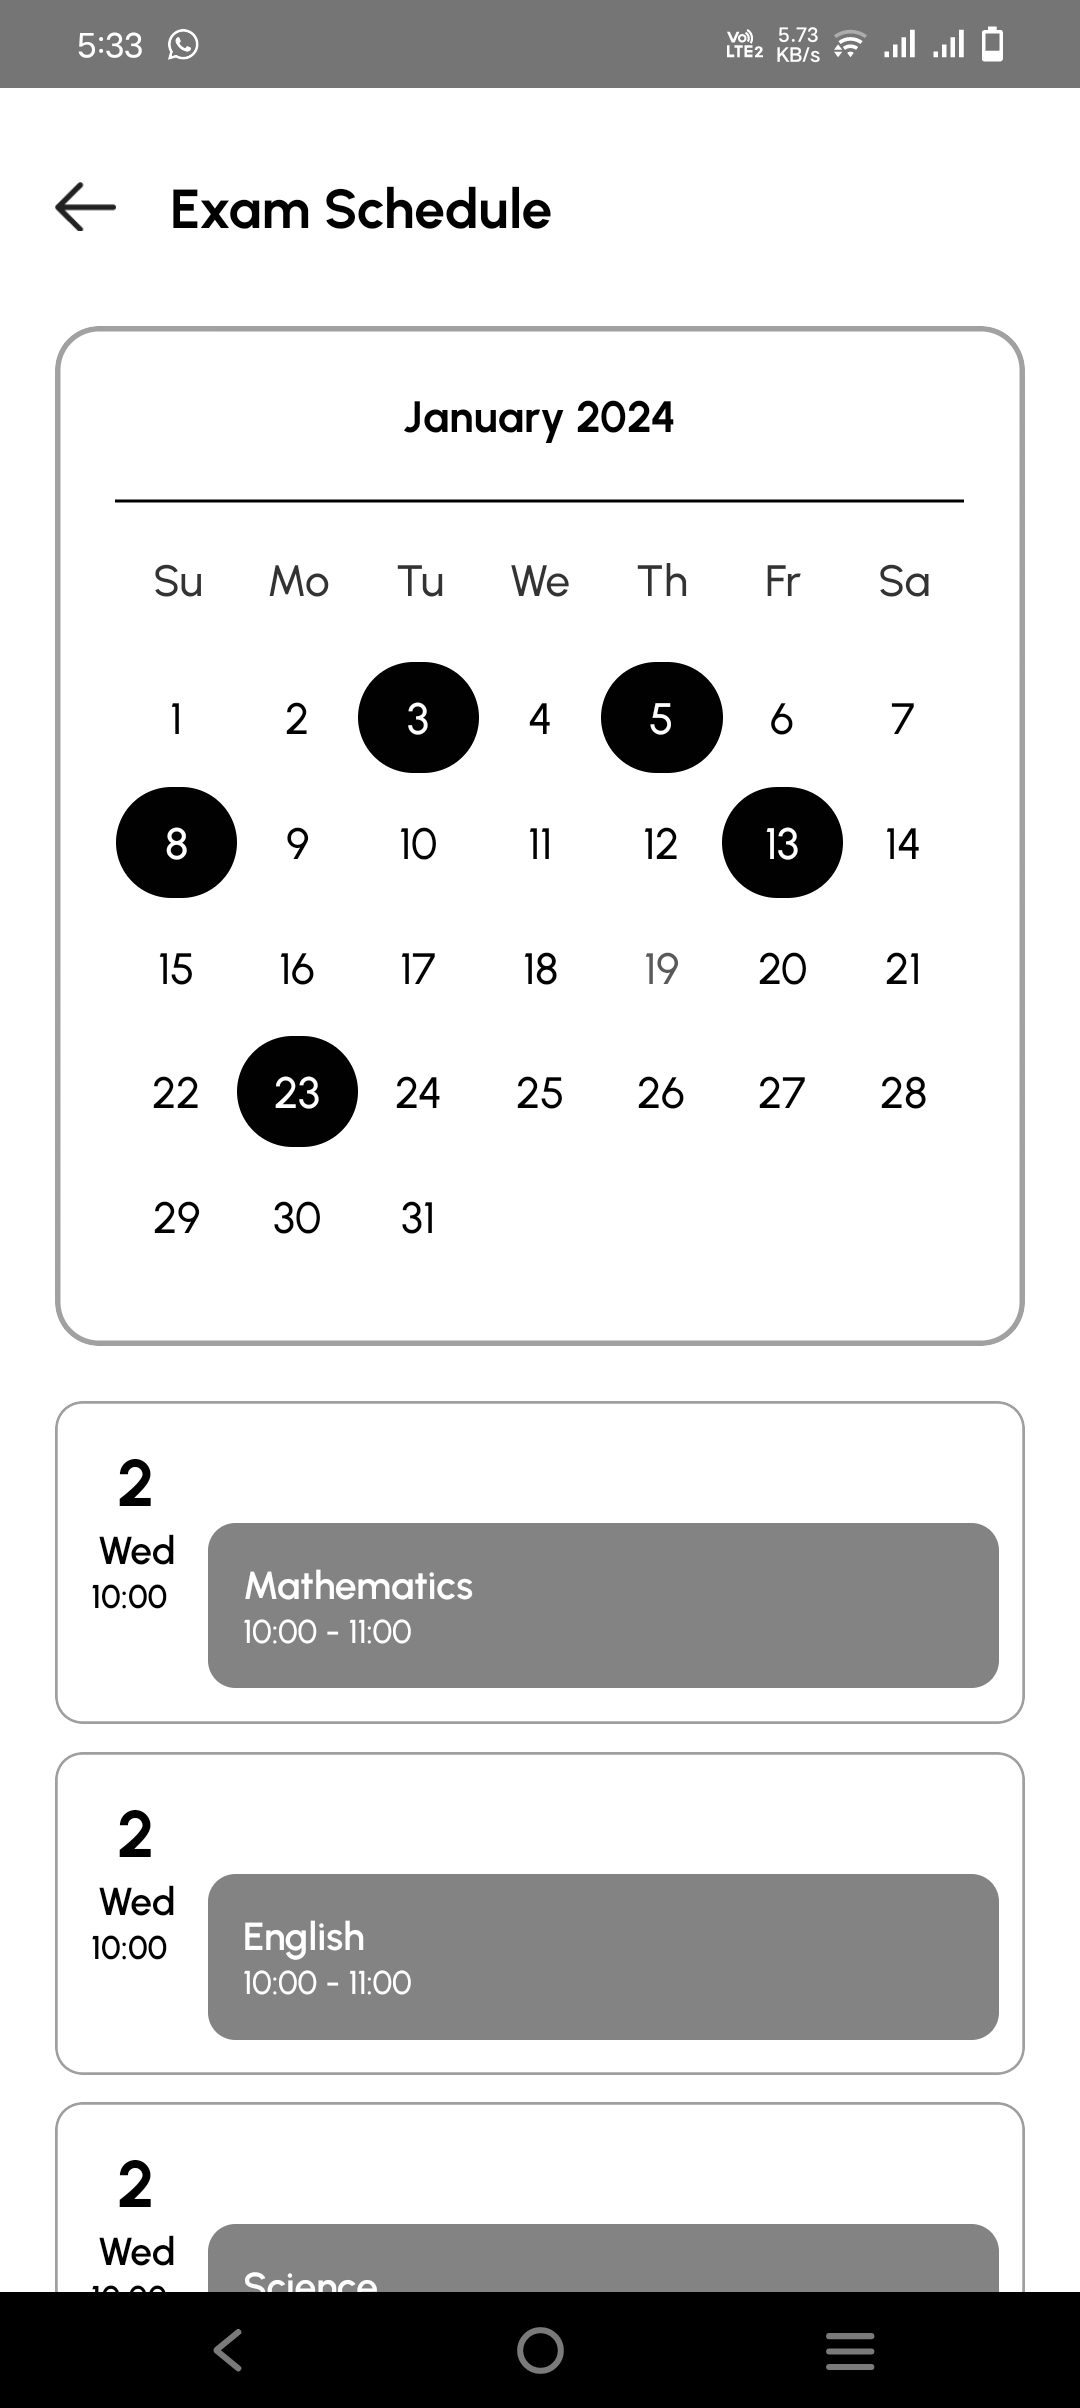 5:33 Vo) LTE2 5.73 KB/s
Exam Schedule
January 2024
Su Mo Tu We Th Fr Sa
1 2 3 4 5 6 7
8 9 10 11 12 13 14
15 16 17 18 19 20 21
22 23 24 25 26 27 28
29 30 31
2
Wed
10:00
Mathematics
10:00 - 11:00
2
Wed
10:00
English
10:00 - 11:00
2
Wed
10:00
Science